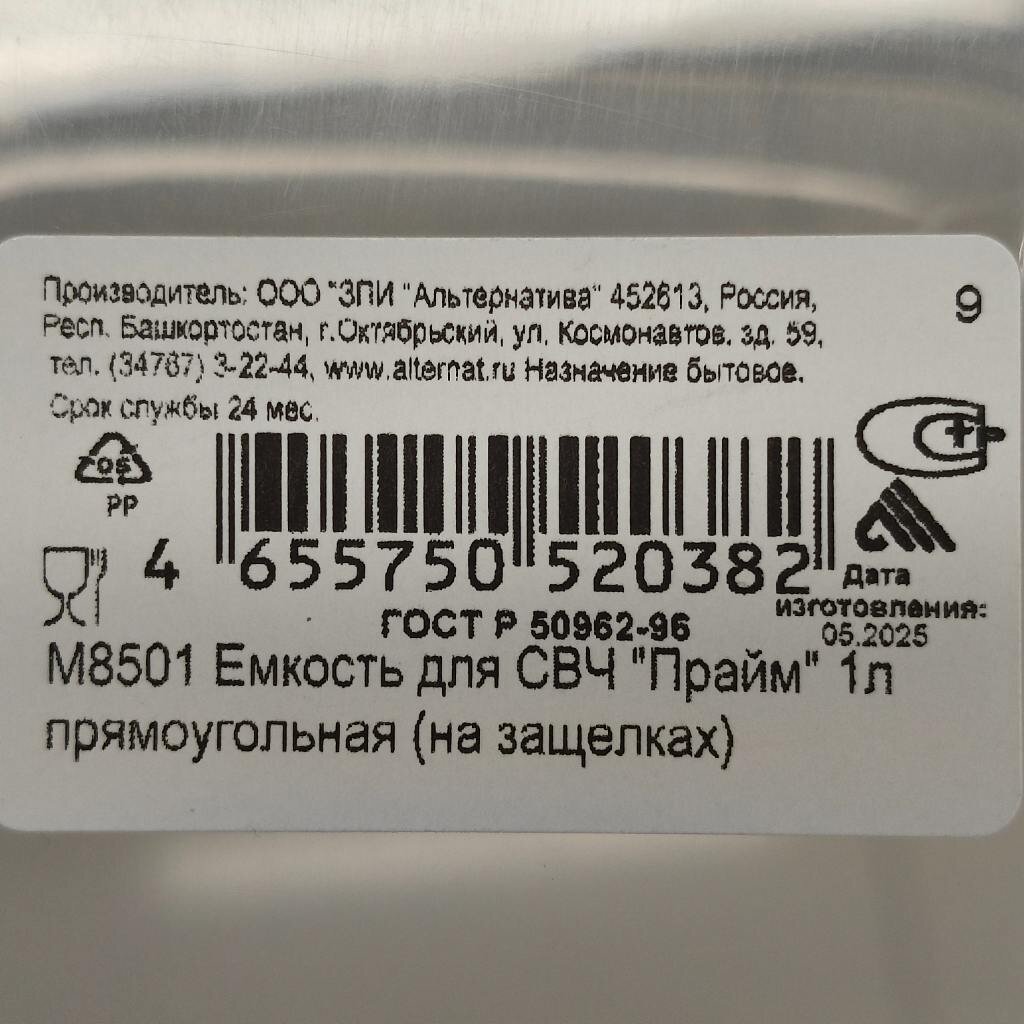 Производитель: ООО "ЗПИ "Альтернатива" 452613, Россия,
9
Респ. Башкортостан, г.Октябрьский, ул. Космонавтов. зд. 59,
тел. (34767) 3-22-44, www.alternat.ru Назначение бытовое.
Срок службы 24 мес.
05
PP
4 655750 520382
Дата
изготовления:
05.2025
ГОСТ Р 50962-96
М8501 Емкость для СВЧ "Прайм" 1л
прямоугольная (на защелках)